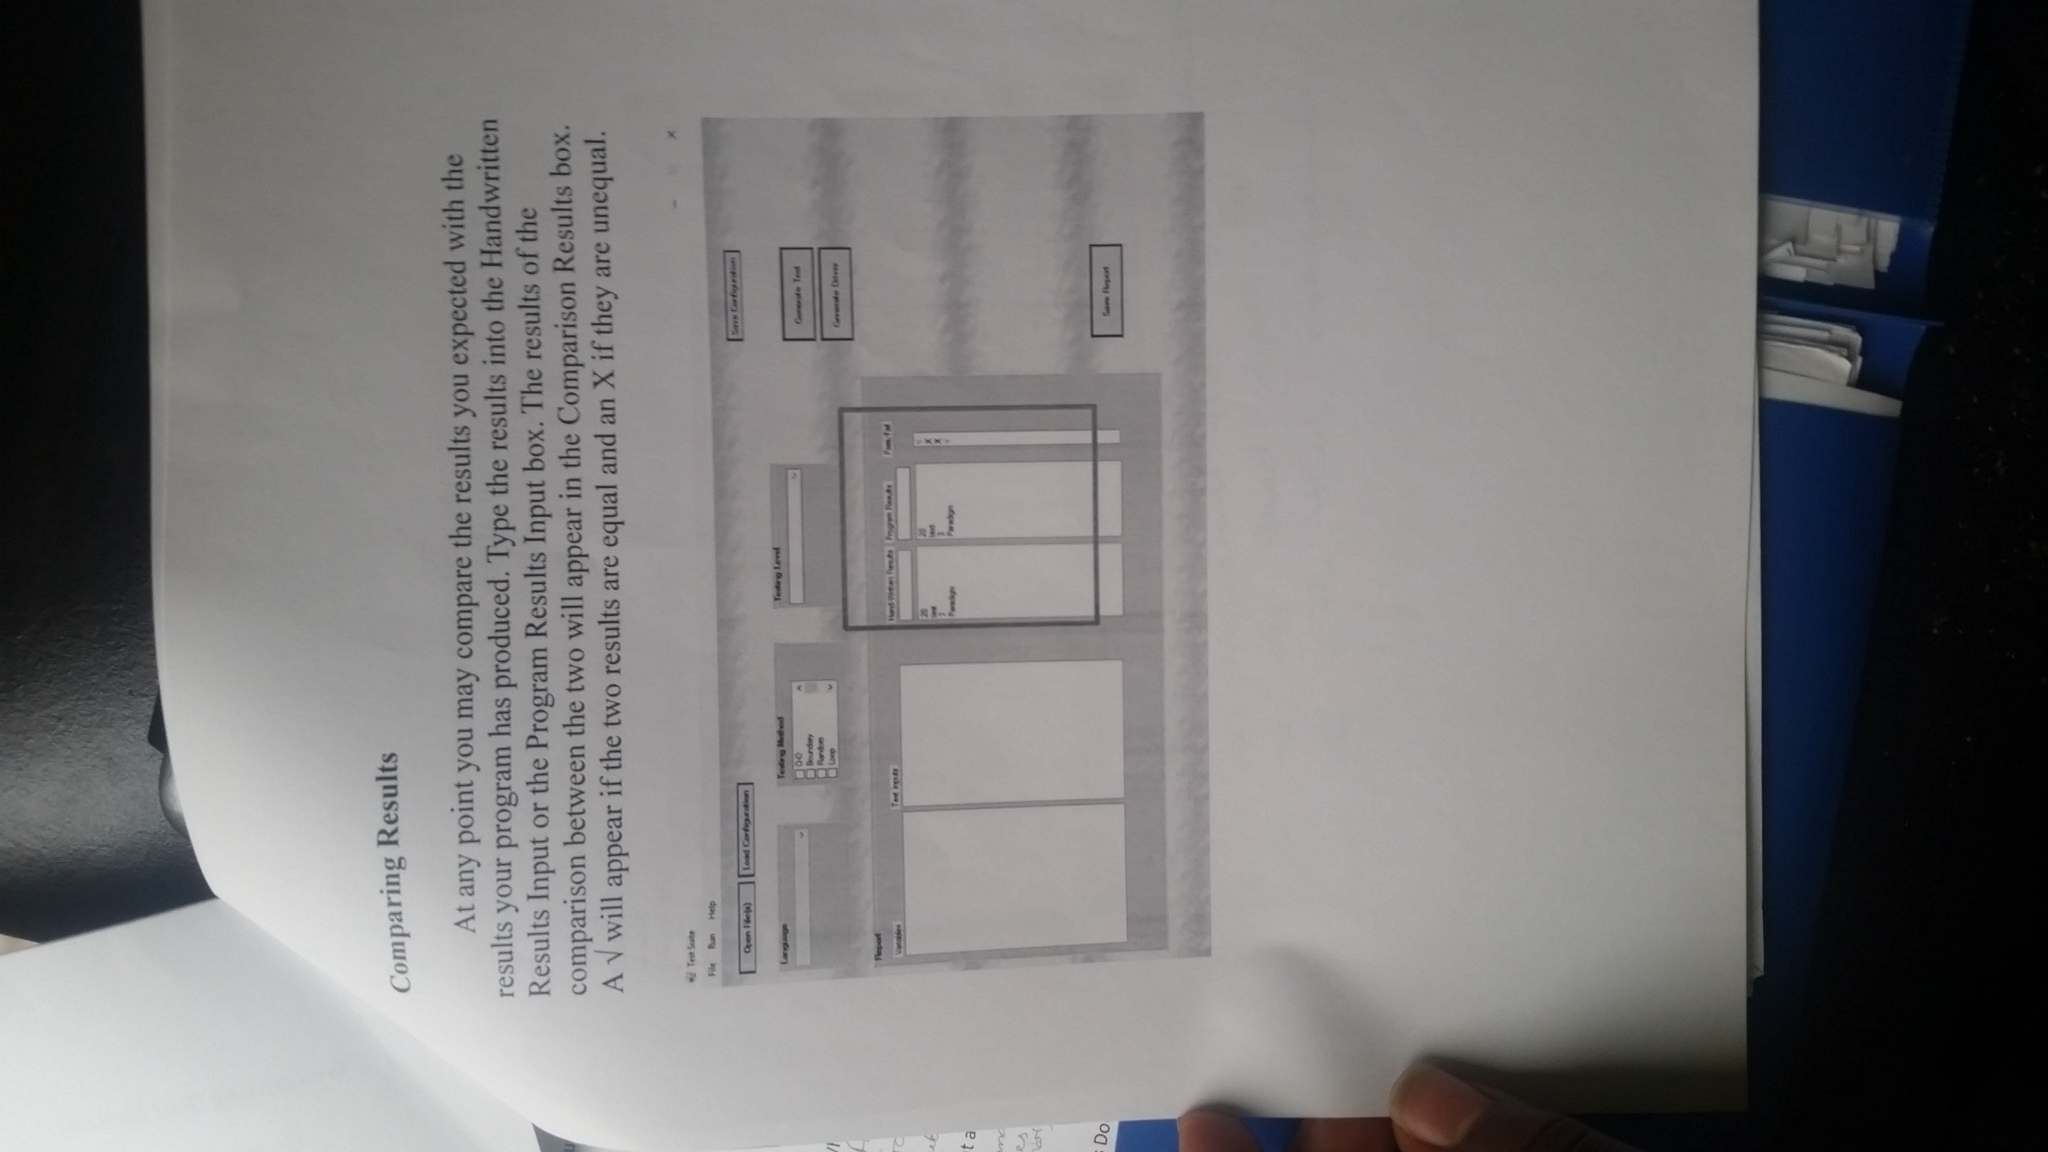 Comparing Results
At any point you may compare the results you expected with the
results your program has produced. Type the results into the Handwritten
Results Input or the Program Results Input box. The results of the
comparison between the two will appear in the Comparison Results box.
A √ will appear if the two results are equal and an X if they are unequal.
Test Suite
File Run Help
Open File(s) Load Configuration
Save Configuration
Language
Testing Method
Testing Level
Boundary
Random
Loop
Generate Test
Generate Driver
Report
Variables
Test inputs
Hand-Written Results Program Results Pass/Fail
20 20
text X
X
Paradigm Paradigm
Save Report
t a
Do